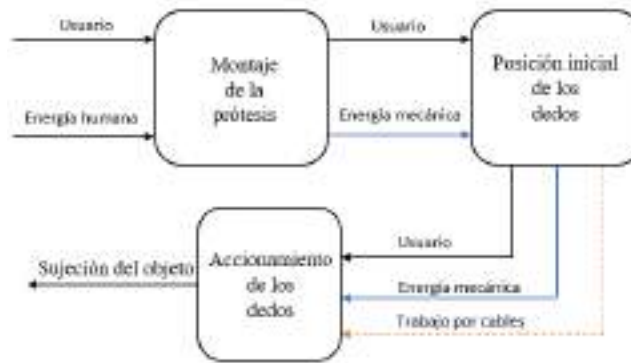 Usuario
Energía humana
Montaje
de la
prótesis
Usuario
Energía mecánica
Posición inicial
de los
dedos
Usuario
Energía mecánica
Trabajo por cables
Accionamiento
de los
dedos
Sujeción del objeto